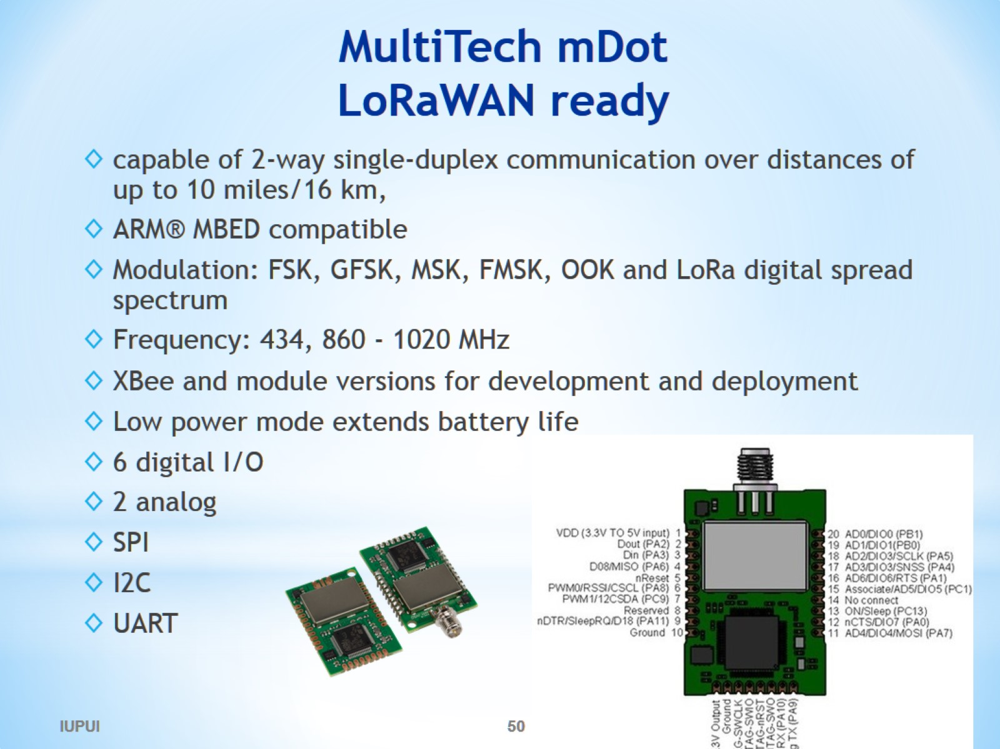 MultiTech mDot
LoRaWAN ready
capable of 2-way single-duplex communication over distances of
up to 10 miles/16 km,
ARM® MBED compatible
Modulation: FSK, GFSK, MSK, FMSK, OOK and LoRa digital spread
spectrum
Frequency: 434, 860 - 1020 MHz
XBee and module versions for development and deployment
Low power mode extends battery life
6 digital I/O
2 analog
SPI
I2C
UART
VDD (3.3V TO 5V input) 1
Dout (PA2) 2
Din (PA3) 3
D08/MISO (PA6) 4
nReset 5
PWM0/RSSI/CSCL (PA8) 6
PWM1/12CSDA (PC9) 7
Reserved 8
nDTR/SleepRQ/D18 (PA11) 9
Ground 10
20 AD0/DIO0 (PB1)
19 AD1/DIO1(PB0)
18 AD2/DIO3/SCLK (PA5)
17 AD3/DIO3/SNSS (PA4)
16 AD6/DIO6/RTS (PA1)
15 Associate/AD5/DIO5 (PC1)
14 No connect
13 ON/Sleep (PC13)
12 nCTS/DIO7 (PA0)
11 AD4/DIO4/MOSI (PA7)
3V Output
Ground
G-SWCLK
TAG-SWIO
TAG-nRST
TAG-SWO
RX (PA10)
g TX (PA9)
IUPUI
50